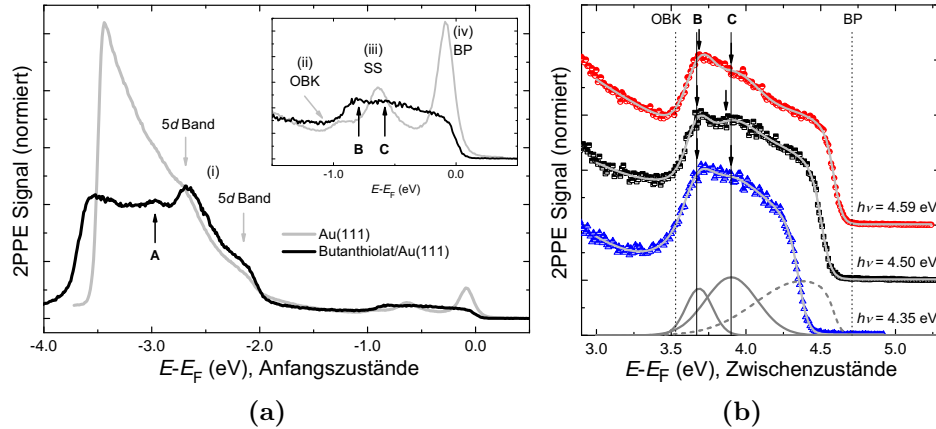 2PPE Signal (normiert)
5d Band
(i)
5d Band
A
Au(111)
Butanthiolat/Au(111)
-4.0 -3.0 -2.0 -1.0 0.0
E-E_F (eV), Anfangszustände
(ii)
OBK
(iii)
SS
(iv)
BP
B C
-1.0 0.0
E-E_F (eV)
(a)
OBK B C BP
2PPE Signal (normiert)
hν = 4.59 eV
hν = 4.50 eV
hν = 4.35 eV
3.0 3.5 4.0 4.5 5.0
E-E_F (eV), Zwischenzustände
(b)